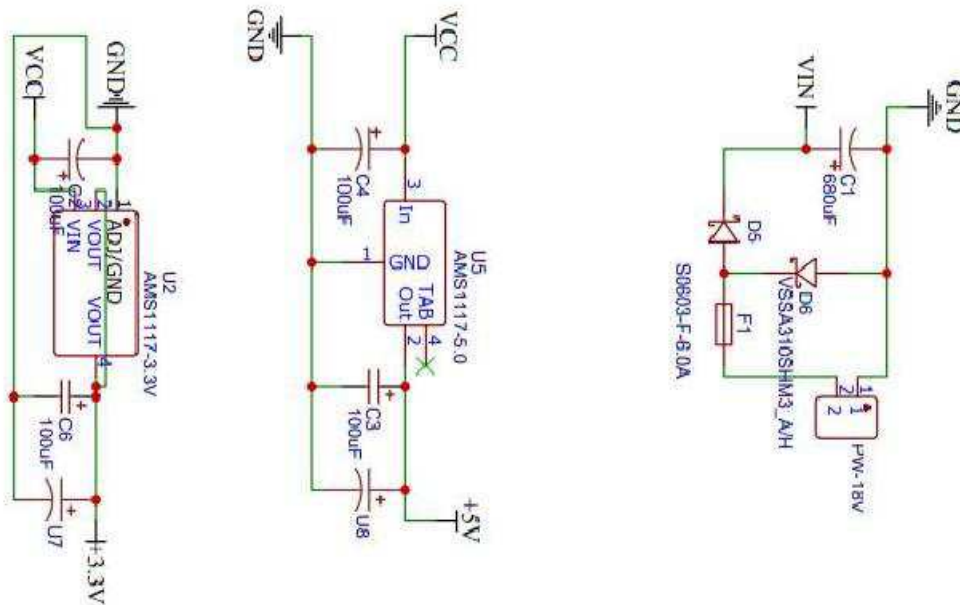 GND
VCC
C2
100uF
1
2
3
ADJ/GND
VOUT
VIN
VOUT
4
U2
AMS1117-3.3V
C6
100uF
U7
+3.3V
GND
VCC
C4
100uF
3
In
1
GND
TAB
Out
2
4
U5
AMS1117-5.0
C3
100uF
U8
+5V
VIN
GND
C1
680uF
D5
D6
VSSA310SHM3_A/H
F1
S0603-F-6.0A
1
2
1
2
PW-18V